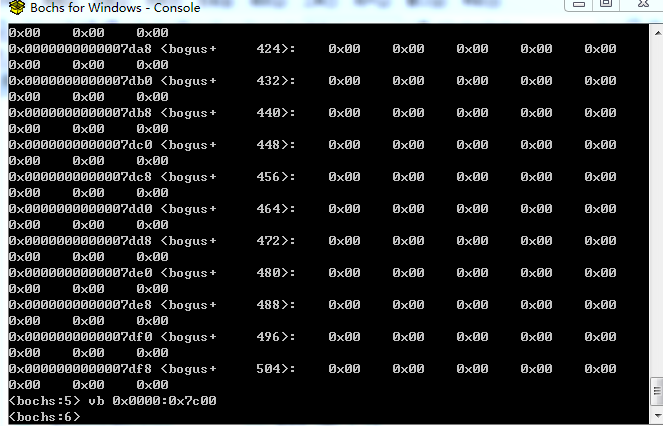 Bochs for Windows - Console
0x00 0x00 0x00
0x0000000000007da8 <bogus+ 424>: 0x00 0x00 0x00 0x00 0x00
0x00 0x00 0x00
0x0000000000007db0 <bogus+ 432>: 0x00 0x00 0x00 0x00 0x00
0x00 0x00 0x00
0x0000000000007db8 <bogus+ 440>: 0x00 0x00 0x00 0x00 0x00
0x00 0x00 0x00
0x0000000000007dc0 <bogus+ 448>: 0x00 0x00 0x00 0x00 0x00
0x00 0x00 0x00
0x0000000000007dc8 <bogus+ 456>: 0x00 0x00 0x00 0x00 0x00
0x00 0x00 0x00
0x0000000000007dd0 <bogus+ 464>: 0x00 0x00 0x00 0x00 0x00
0x00 0x00 0x00
0x0000000000007dd8 <bogus+ 472>: 0x00 0x00 0x00 0x00 0x00
0x00 0x00 0x00
0x0000000000007de0 <bogus+ 480>: 0x00 0x00 0x00 0x00 0x00
0x00 0x00 0x00
0x0000000000007de8 <bogus+ 488>: 0x00 0x00 0x00 0x00 0x00
0x00 0x00 0x00
0x0000000000007df0 <bogus+ 496>: 0x00 0x00 0x00 0x00 0x00
0x00 0x00 0x00
0x0000000000007df8 <bogus+ 504>: 0x00 0x00 0x00 0x00 0x00
0x00 0x00 0x00
<bochs:5> vb 0x0000:0x7c00
<bochs:6>